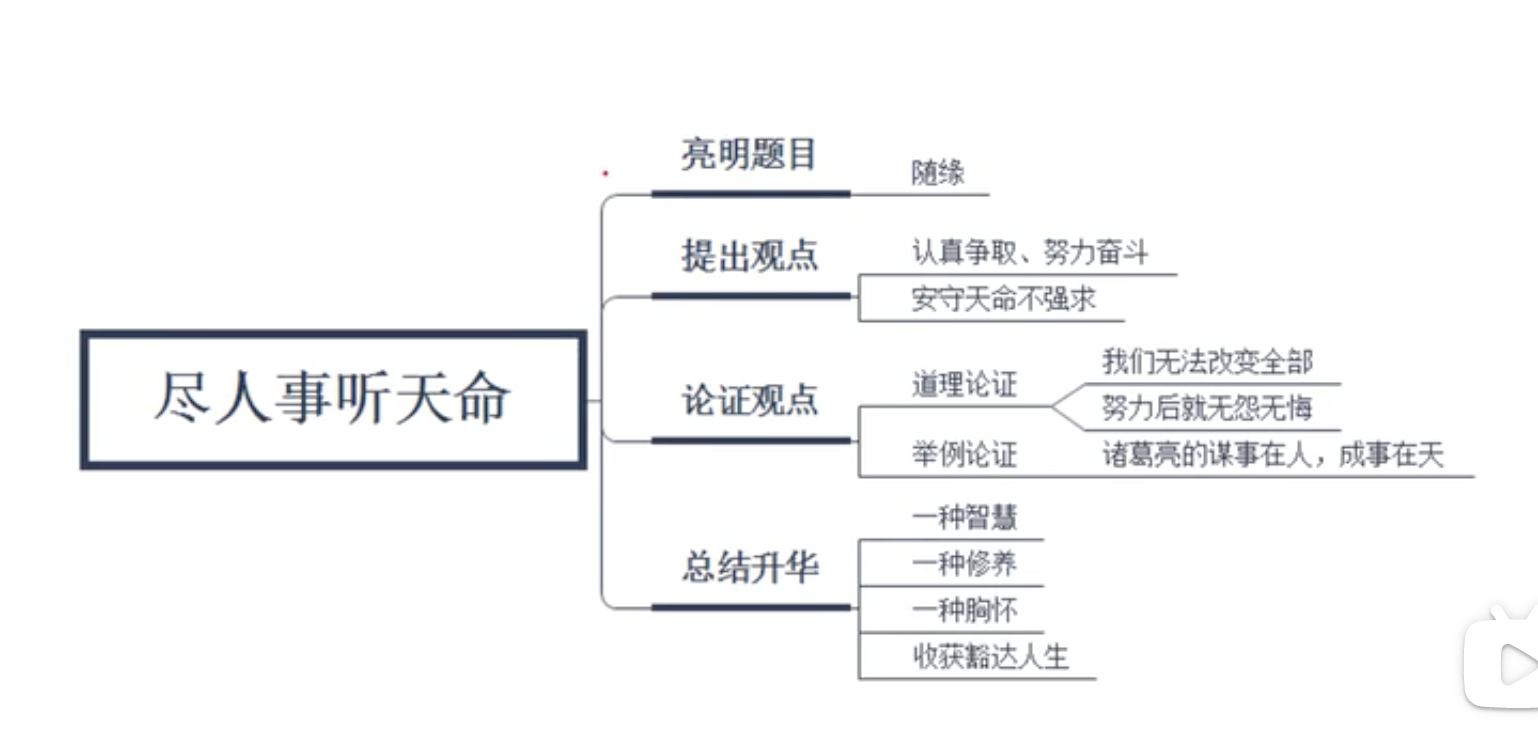 尽人事听天命
亮明题目
随缘
提出观点
认真争取、努力奋斗
安守天命不强求
论证观点
道理论证
我们无法改变全部
努力后就无怨无悔
举例论证
诸葛亮的谋事在人，成事在天
总结升华
一种智慧
一种修养
一种胸怀
收获豁达人生